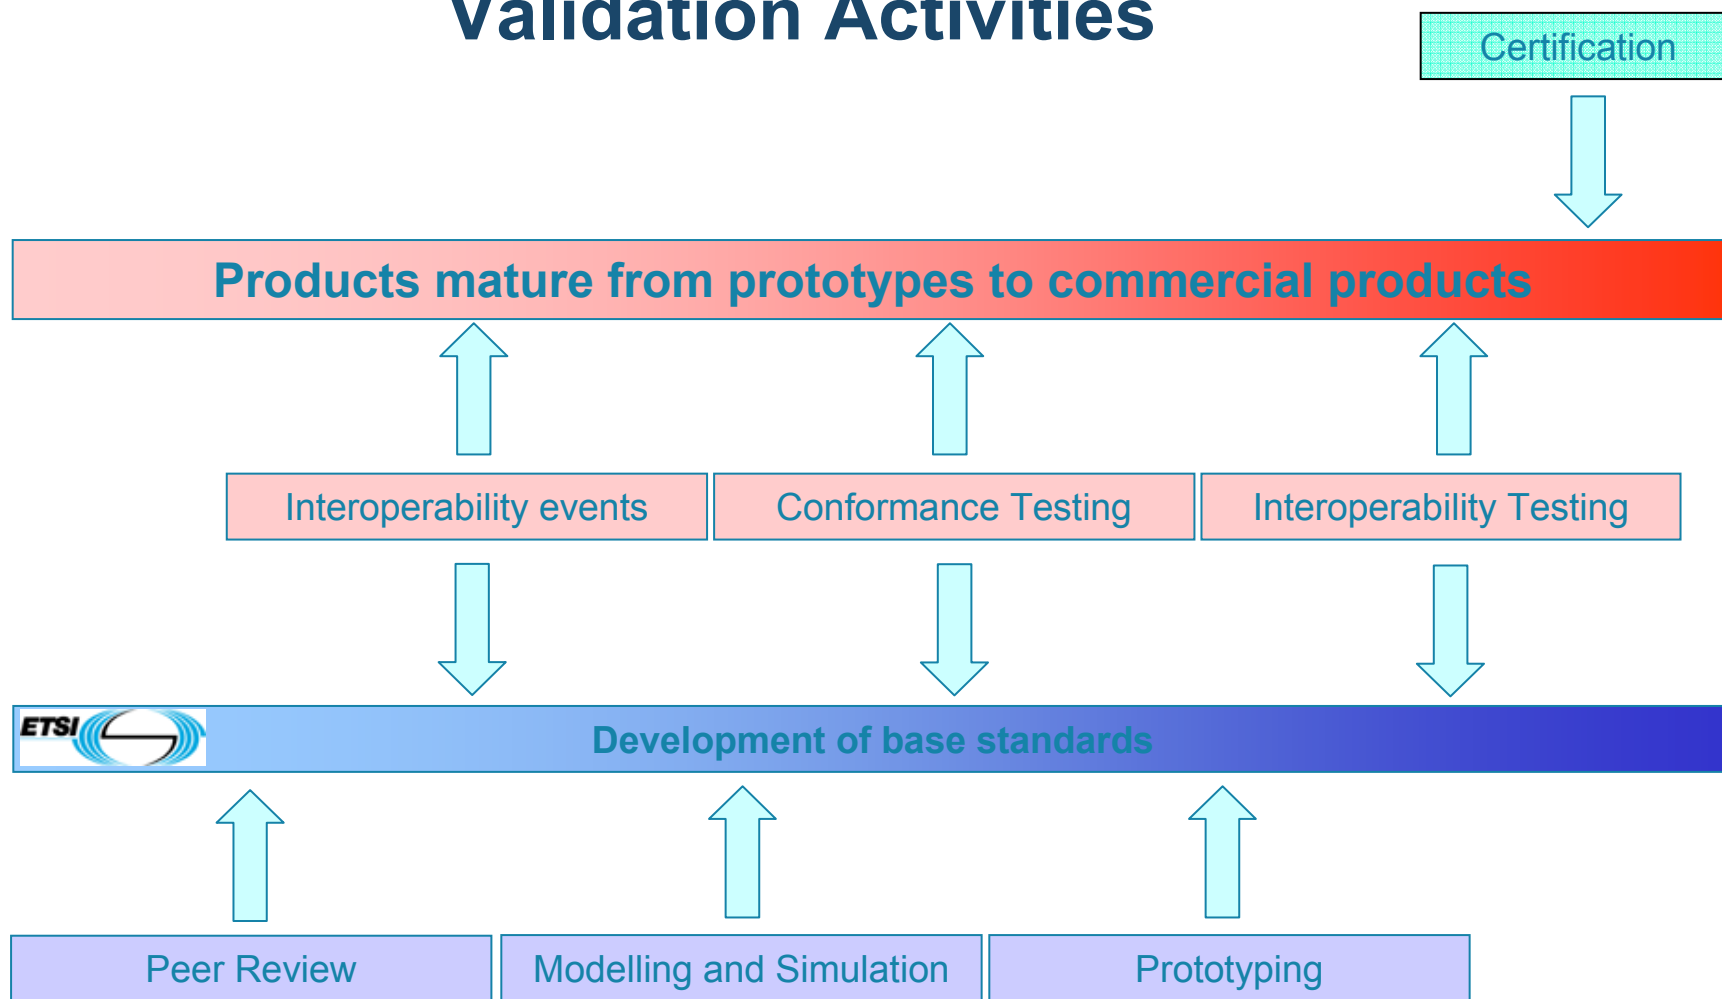 Validation Activities
Certification
Products mature from prototypes to commercial products
Interoperability events
Conformance Testing
Interoperability Testing
ETSI
Development of base standards
Peer Review
Modelling and Simulation
Prototyping